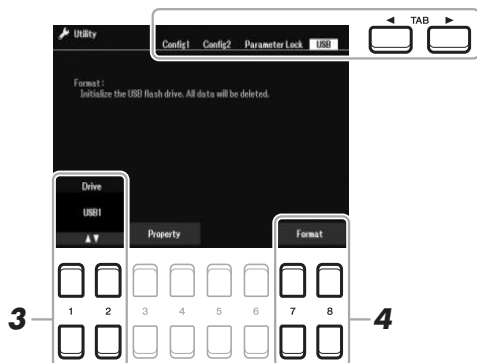 Utility
Config1 Config2 Parameter Lock USB
◄ TAB ►
Format:
Initialize the USB flash drive. All data will be deleted.
Drive
USB1
▲▼ Property Format
3 1 2 3 4 5 6 7 8 4